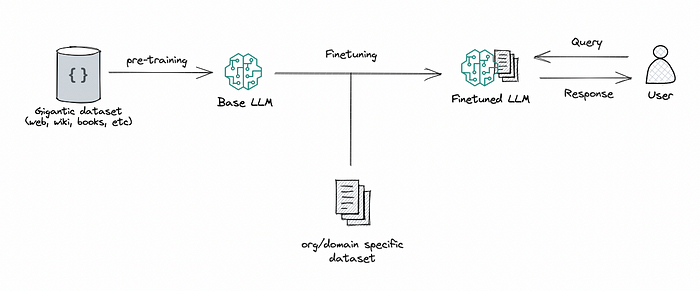 { }
pre-training
Gigantic dataset
(web, wiki, books, etc)
Base LLM
Finetuning
org/domain specific
dataset
Finetuned LLM
Query
Response
User